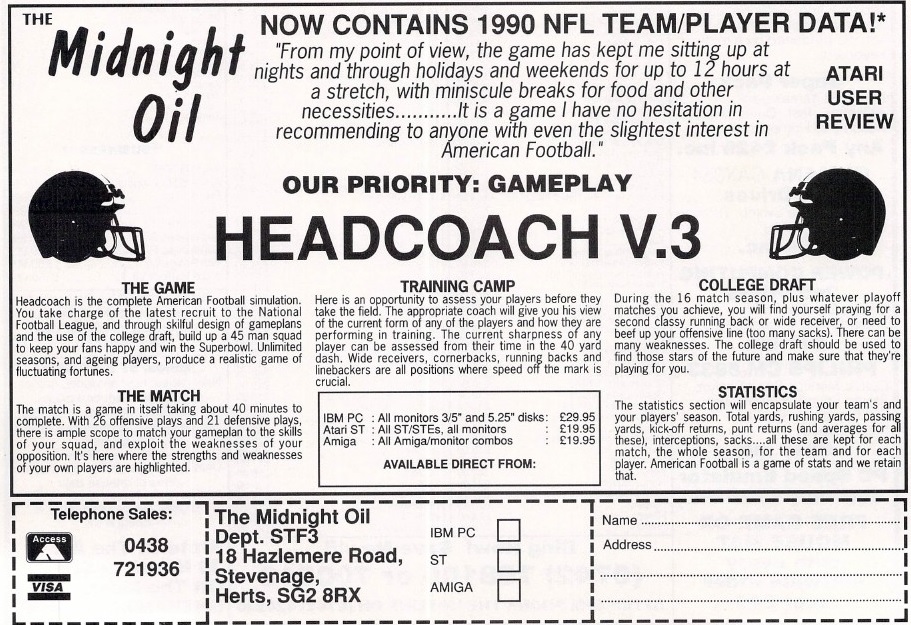 THE
Midnight
Oil
NOW CONTAINS 1990 NFL TEAM/PLAYER DATA!*
"From my point of view, the game has kept me sitting up at
nights and through holidays and weekends for up to 12 hours at
a stretch, with miniscule breaks for food and other
necessities...........It is a game I have no hesitation in
recommending to anyone with even the slightest interest in
American Football."
ATARI
USER
REVIEW
OUR PRIORITY: GAMEPLAY
HEADCOACH V.3
THE GAME
Headcoach is the complete American Football simulation.
You take charge of the latest recruit to the National
Football League, and through skilful design of gameplans
and the use of the college draft, build up a 45 man squad
to keep your fans happy and win the Superbowl. Unlimited
seasons, and ageing players, produce a realistic game of
fluctuating fortunes.
THE MATCH
The match is a game in itself taking about 40 minutes to
complete. With 26 offensive plays and 21 defensive plays,
there is ample scope to match your gameplan to the skills
of your squad, and exploit the weaknesses of your
opposition. It's here where the strengths and weaknesses
of your own players are highlighted.
TRAINING CAMP
Here is an opportunity to assess your players before they
take the field. The appropriate coach will give you his view
of the current form of any of the players and how they are
performing in training. The current sharpness of any
player can be assessed from their time in the 40 yard
dash. Wide receivers, cornerbacks, running backs and
linebackers are all positions where speed off the mark is
crucial.
IBM PC : All monitors 3/5" and 5.25" disks: £29.95
Atari ST : All ST/STEs, all monitors : £19.95
Amiga : All Amiga/monitor combos : £19.95
AVAILABLE DIRECT FROM:
COLLEGE DRAFT
During the 16 match season, plus whatever playoff
matches you achieve, you will find yourself praying for a
second classy running back or wide receiver, or need to
beef up your offensive line (too many sacks). There can be
many weaknesses. The college draft should be used to
find those stars of the future and make sure that they're
playing for you.
STATISTICS
The statistics section will encapsulate your team's and
your players' season. Total yards, rushing yards, passing
yards, kick-off returns, punt returns (and averages for all
these), interceptions, sacks....all these are kept for each
match, the whole season, for the team and for each
player. American Football is a game of stats and we retain
that.
Telephone Sales:
Access
VISA
0438
721936
The Midnight Oil
Dept. STF3
18 Hazlemere Road,
Stevenage,
Herts, SG2 8RX
IBM PC
ST
AMIGA
Name
Address